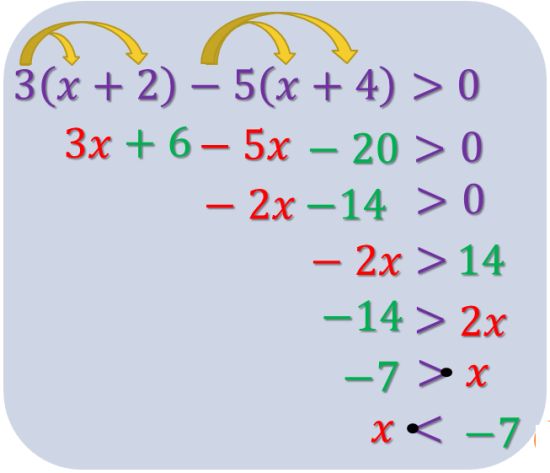 3(x + 2) − 5(x + 4) > 0
3x + 6 − 5x − 20 > 0
− 2x − 14 > 0
− 2x > 14
−14 > 2x
−7 > x
x < −7